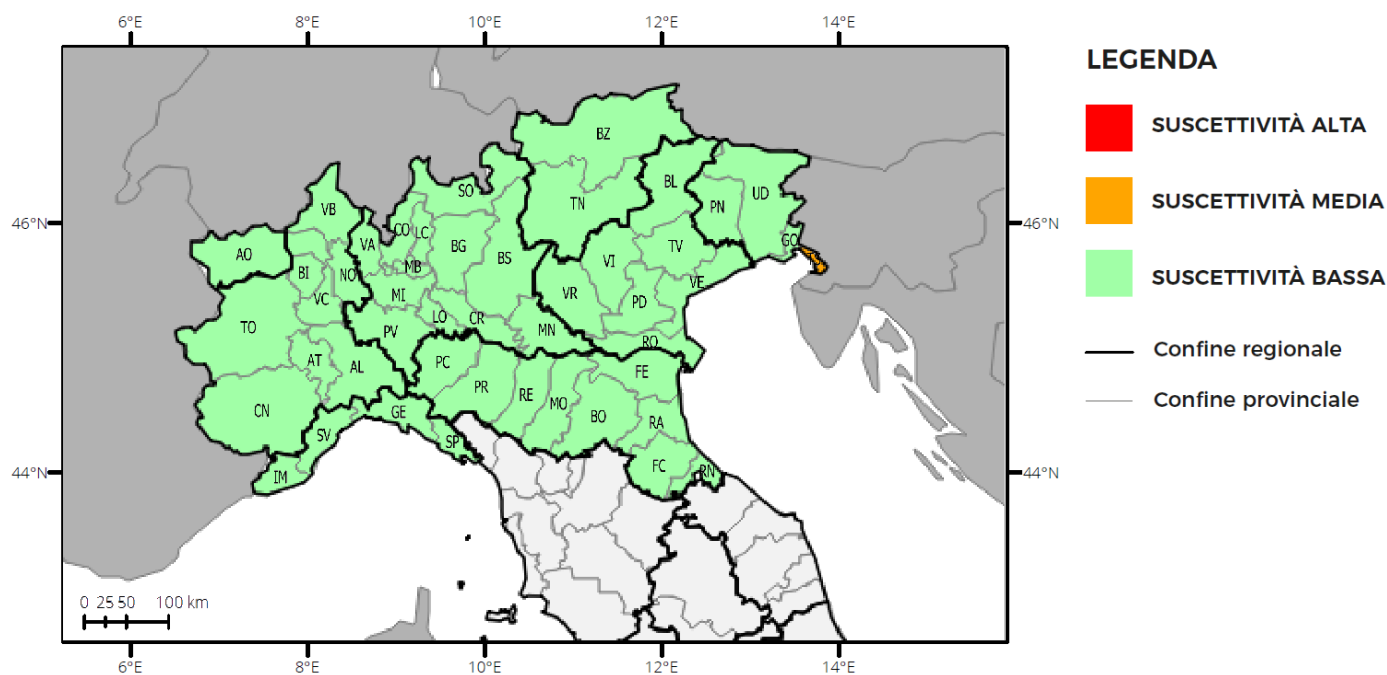 6°E 8°E 10°E 12°E 14°E
LEGENDA
SUSCETTIVITÀ ALTA
SUSCETTIVITÀ MEDIA
SUSCETTIVITÀ BASSA
Confine regionale
Confine provinciale
46°N 46°N
44°N 44°N
BZ
SO TN BL UD
VB PN
VA CO LC BG GO
AO BS VI TV
BI NO MB VE
VC MI VR PD
TO PV LO CR MN RO
AT AL PC PR FE
CN RE MO BO RA
SV GE SP
IM FC RN
0 25 50 100 km
6°E 8°E 10°E 12°E 14°E